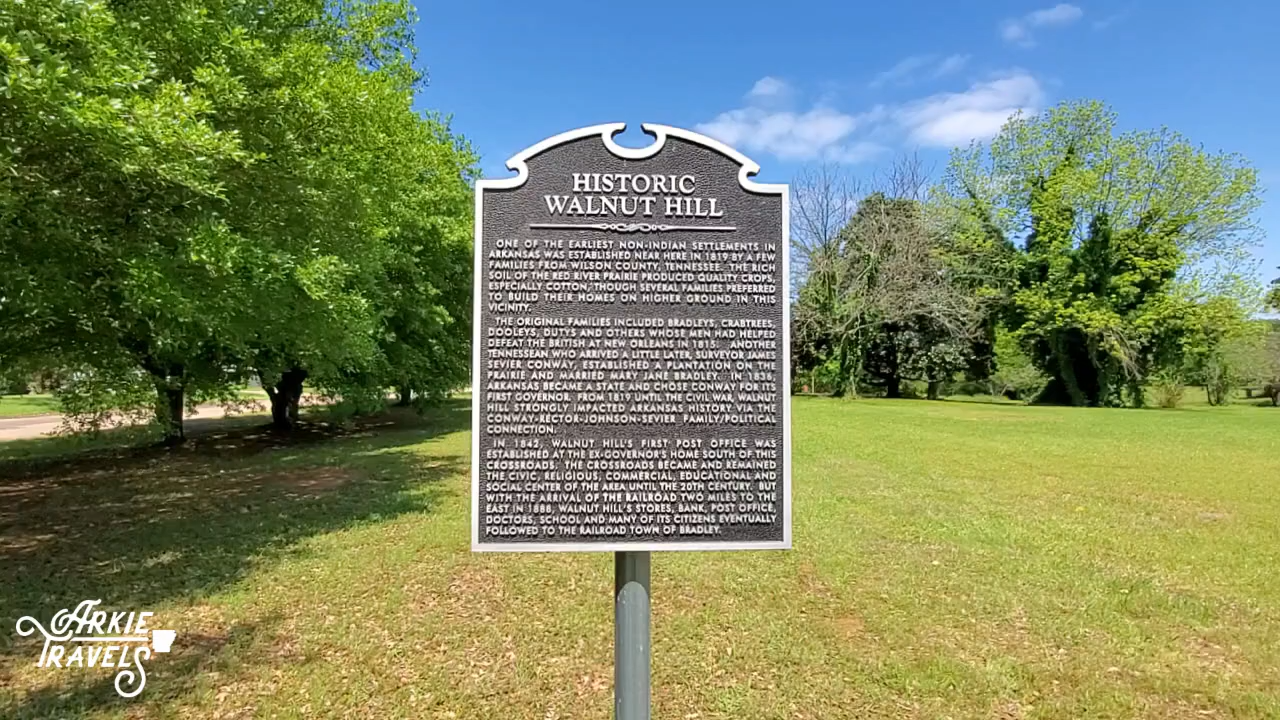 HISTORIC
WALNUT HILL
ONE OF THE EARLIEST NON-INDIAN SETTLEMENTS IN
ARKANSAS WAS ESTABLISHED NEAR HERE IN 1819 BY A FEW
FAMILIES FROM WILSON COUNTY, TENNESSEE. THE RICH
SOIL OF THE RED RIVER PRAIRIE PRODUCED QUALITY CROPS,
ESPECIALLY COTTON, THOUGH SEVERAL FAMILIES PREFERRED
TO BUILD THEIR HOMES ON HIGHER GROUND IN THIS
VICINITY.
THE ORIGINAL FAMILIES INCLUDED BRADLEYS, CRABTREES,
DOOLEYS, DUTYS AND OTHERS WHOSE MEN HAD HELPED
DEFEAT THE BRITISH AT NEW ORLEANS IN 1815. ANOTHER
TENNESSEAN WHO ARRIVED A LITTLE LATER, SURVEYOR JAMES
SEVIER CONWAY, ESTABLISHED A PLANTATION ON THE
PRAIRIE AND MARRIED MARY JANE BRADLEY. IN 1836,
ARKANSAS BECAME A STATE AND CHOSE CONWAY FOR ITS
FIRST GOVERNOR. FROM 1819 UNTIL THE CIVIL WAR, WALNUT
HILL STRONGLY IMPACTED ARKANSAS HISTORY VIA THE
CONWAY-RECTOR-JOHNSON-SEVIER FAMILY/POLITICAL
CONNECTION.
IN 1842, WALNUT HILL'S FIRST POST OFFICE WAS
ESTABLISHED AT THE EX-GOVERNOR'S HOME SOUTH OF THIS
CROSSROADS. THE CROSSROADS BECAME AND REMAINED
THE CIVIC, RELIGIOUS, COMMERCIAL, EDUCATIONAL AND
SOCIAL CENTER OF THE AREA UNTIL THE 20TH CENTURY. BUT
WITH THE ARRIVAL OF THE RAILROAD TWO MILES TO THE
EAST IN 1888, WALNUT HILL'S STORES, BANK, POST OFFICE,
DOCTORS, SCHOOL AND MANY OF ITS CITIZENS EVENTUALLY
FOLLOWED TO THE RAILROAD TOWN OF BRADLEY.
ARKIE
TRAVELS